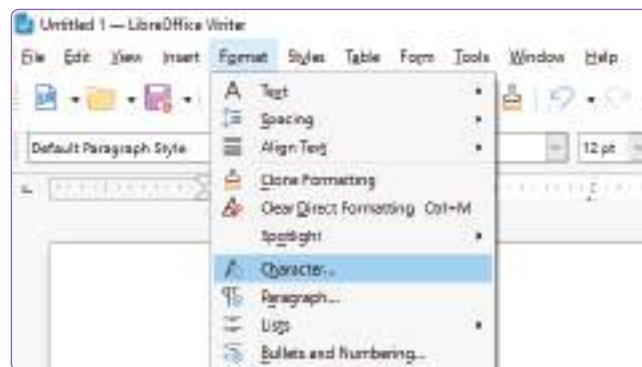 Untitled 1 — LibreOffice Writer
File Edit View Insert Format Styles Table Form Tools Window Help
Default Paragraph Style 12 pt
Text
Spacing
Align Text
Clone Formatting
Clear Direct Formatting Ctrl+M
Spotlight
Character...
Paragraph...
Lists
Bullets and Numbering...